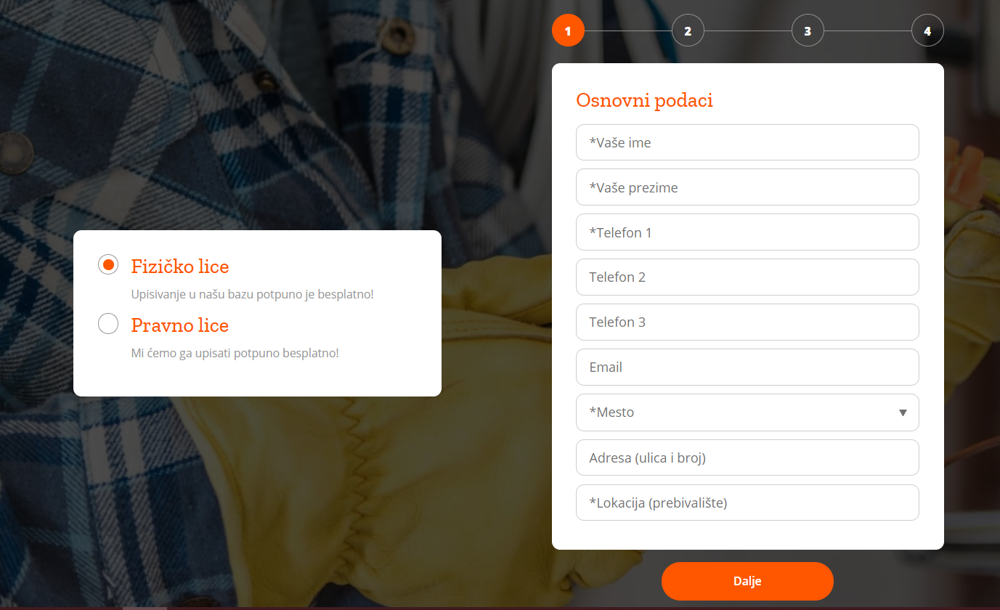 1
2
3
4
Osnovni podaci
*Vaše ime
*Vaše prezime
*Telefon 1
Telefon 2
Telefon 3
Email
*Mesto
Adresa (ulica i broj)
*Lokacija (prebivalište)
Dalje
Fizičko lice
Upisivanje u našu bazu potpuno je besplatno!
Pravno lice
Mi ćemo ga upisati potpuno besplatno!